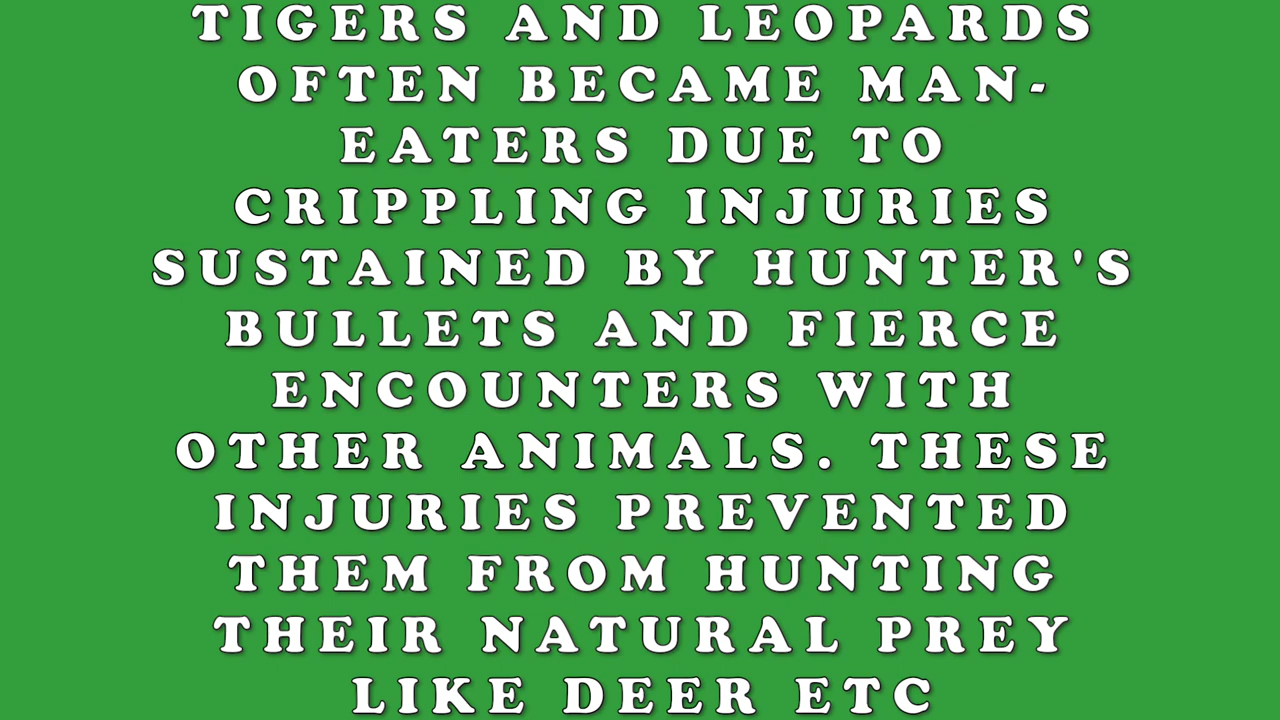 TIGERS AND LEOPARDS
OFTEN BECAME MAN-
EATERS DUE TO
CRIPPLING INJURIES
SUSTAINED BY HUNTER'S
BULLETS AND FIERCE
ENCOUNTERS WITH
OTHER ANIMALS. THESE
INJURIES PREVENTED
THEM FROM HUNTING
THEIR NATURAL PREY
LIKE DEER ETC